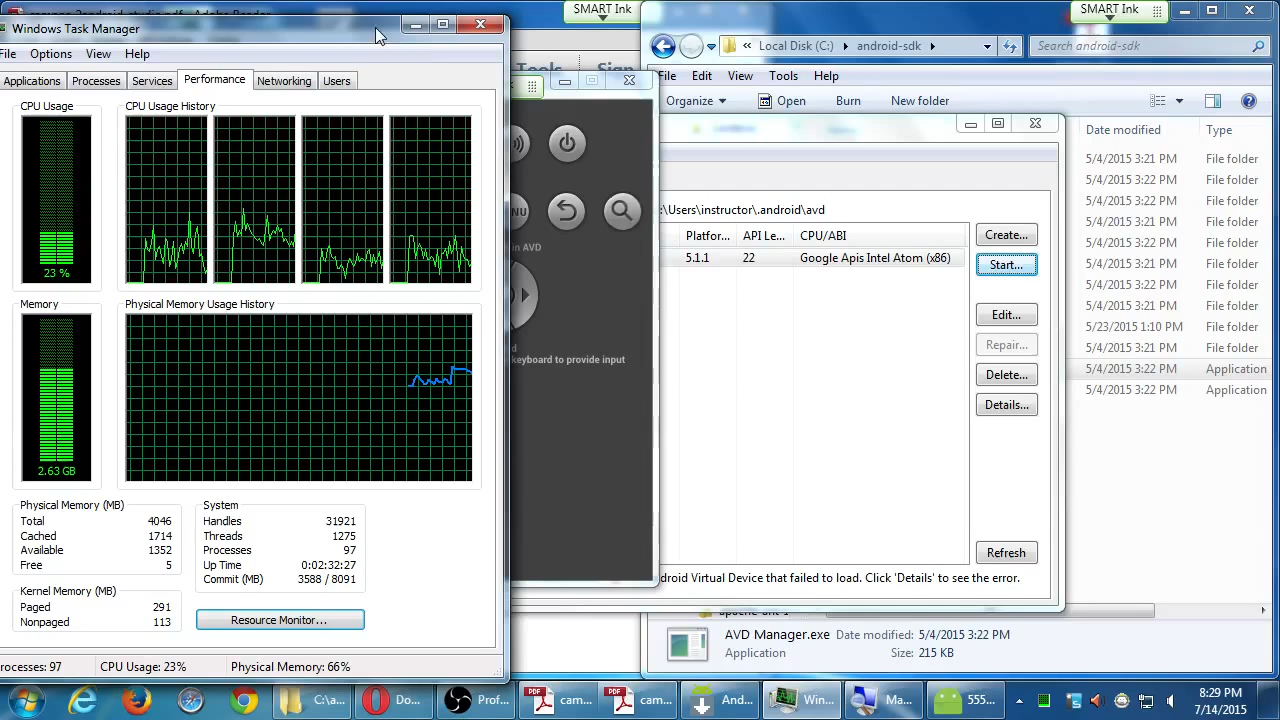 SMART Ink
SMART Ink
Windows Task Manager
File Options View Help
Applications Processes Services Performance Networking Users
CPU Usage
CPU Usage History
23 %
Memory
Physical Memory Usage History
2.63 GB
Physical Memory (MB)
Total 4046
Cached 1714
Available 1352
Free 5
Kernel Memory (MB)
Paged 291
Nonpaged 113
System
Handles 31921
Threads 1275
Processes 97
Up Time 0:02:32:27
Commit (MB) 3588 / 8091
Resource Monitor...
rocesses: 97 CPU Usage: 23% Physical Memory: 66%
Tools Sign
NU
in AVD
keyboard to provide input
« Local Disk (C:) android-sdk
Search android-sdk
File Edit View Tools Help
Organize Open Burn New folder
Date modified Type
5/4/2015 3:21 PM File folder
5/4/2015 3:22 PM File folder
5/4/2015 3:21 PM File folder
5/4/2015 3:22 PM File folder
5/4/2015 3:22 PM File folder
5/4/2015 3:21 PM File folder
5/4/2015 3:22 PM File folder
5/4/2015 3:21 PM File folder
5/23/2015 1:10 PM File folder
5/4/2015 3:21 PM File folder
5/4/2015 3:22 PM Application
5/4/2015 3:22 PM Application
:\Users\instructor\.android\avd
Platfor... API Le... CPU/ABI
5.1.1 22 Google Apis Intel Atom (x86)
Create...
Start...
Edit...
Repair...
Delete...
Details...
Refresh
droid Virtual Device that failed to load. Click 'Details' to see the error.
AVD Manager.exe Date modified: 5/4/2015 3:22 PM
Application Size: 215 KB
C:\a... Do... Prof... cam... cam... And... Win... Ma... 555...
8:29 PM
7/14/2015